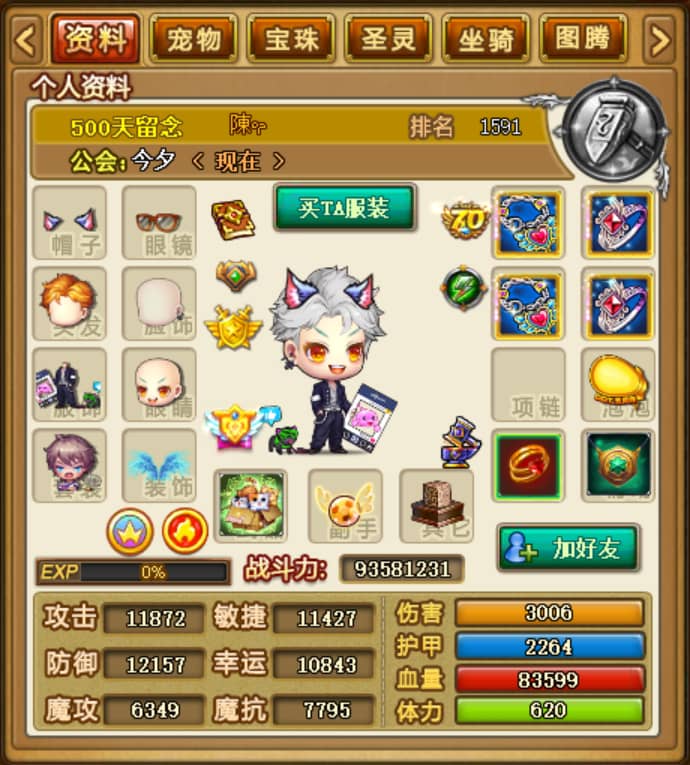 资料 宠物 宝珠 圣灵 坐骑 图腾
个人资料
500天留念 陳 排名 1591
公会: 今夕 < 现在 >
买TA服装
70
帽子 眼镜
头发 脸饰
服饰 眼睛 项链 泡泡
套装 装饰
副手 其它
加好友
EXP 0% 战斗力: 93581231
攻击 11872 敏捷 11427 伤害 3006
护甲 2264
防御 12157 幸运 10843
血量 83599
魔攻 6349 魔抗 7795 体力 620